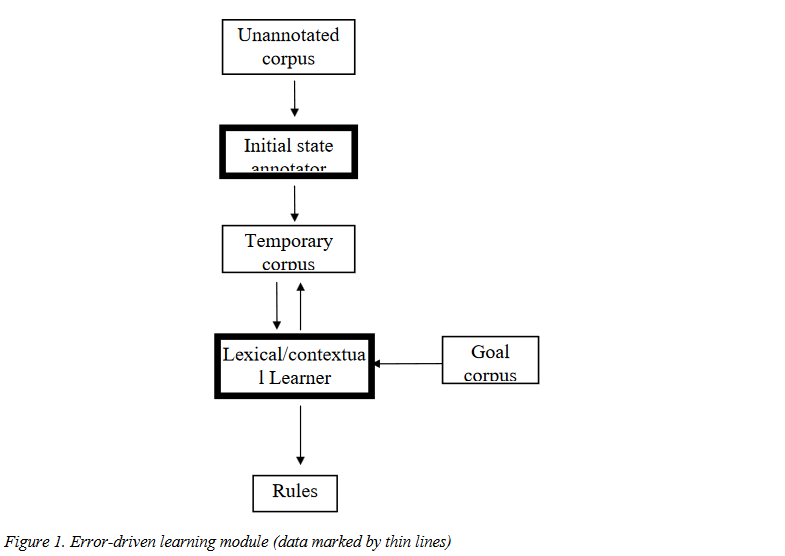 Unannotated
corpus
Initial state
annotator
Temporary
corpus
Lexical/contextua
l Learner
Goal
corpus
Rules
Figure 1. Error-driven learning module (data marked by thin lines)